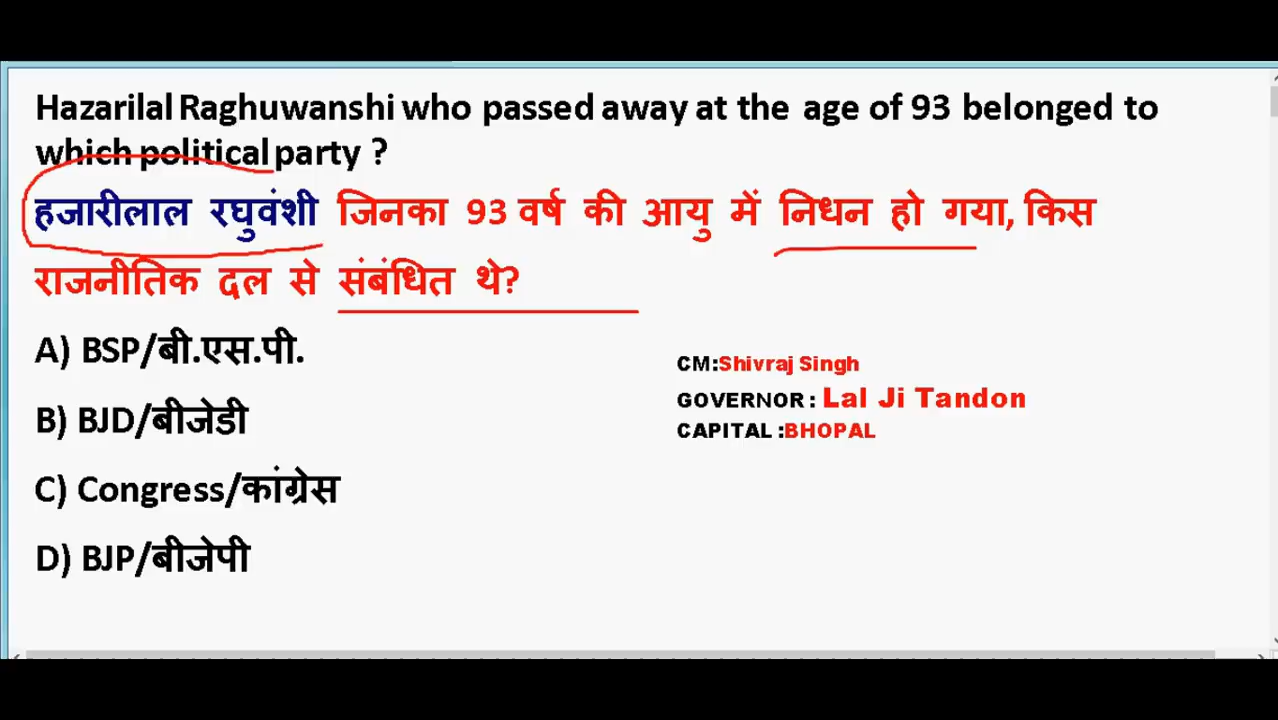 Hazarilal Raghuwanshi who passed away at the age of 93 belonged to
which political party ?
हजारीलाल रघुवंशी जिनका 93 वर्ष की आयु में निधन हो गया, किस
राजनीतिक दल से संबंधित थे?
A) BSP/बी.एस.पी.
B) BJD/बीजेडी
C) Congress/कांग्रेस
D) BJP/बीजेपी
CM:Shivraj Singh
GOVERNOR : Lal Ji Tandon
CAPITAL :BHOPAL